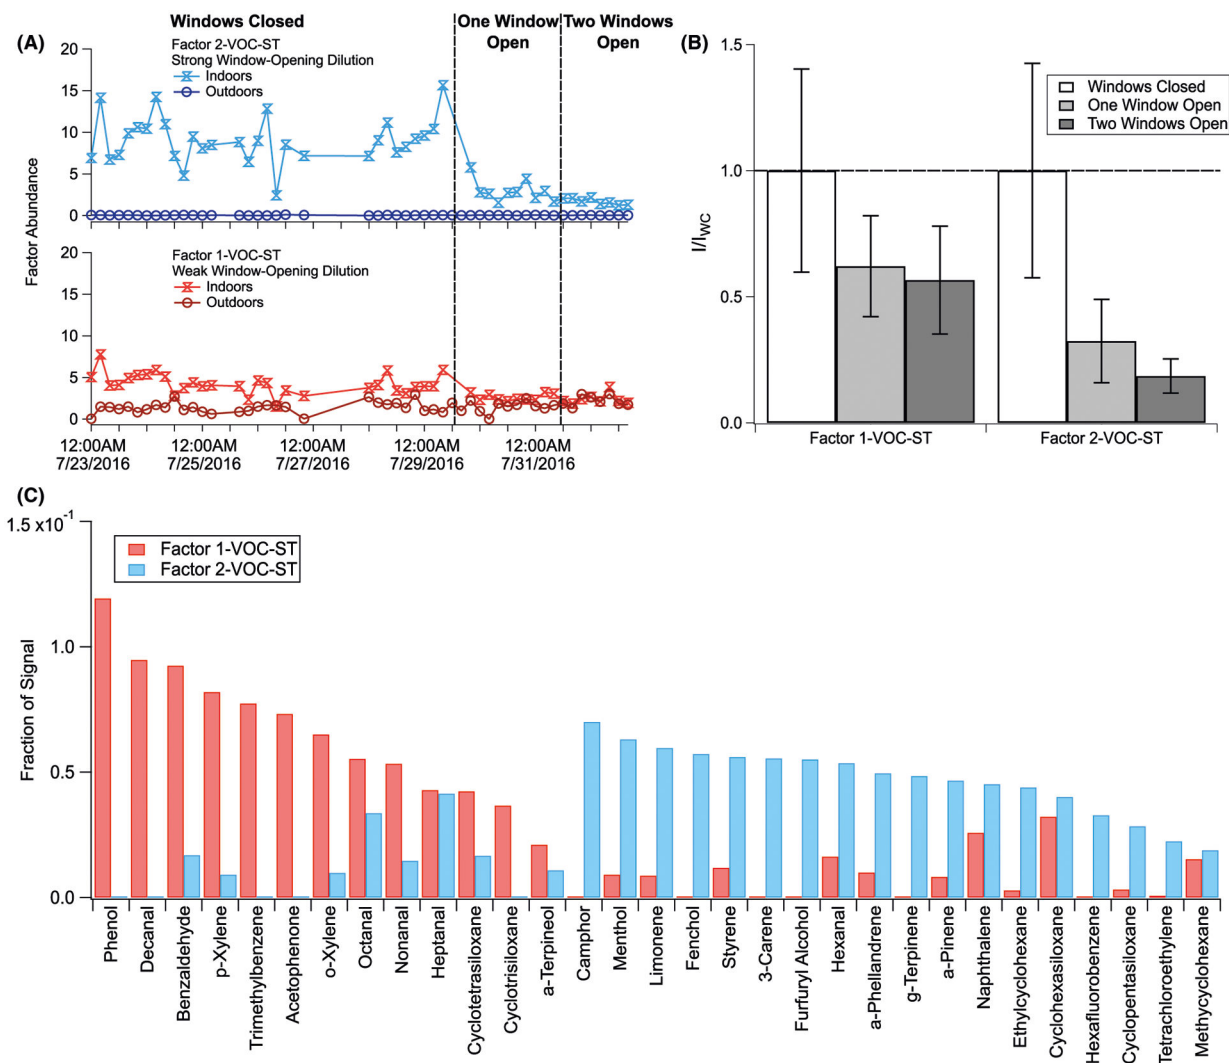 (A)
Windows Closed
One Window
Open
Two Windows
Open
Factor Abundance
20
15
10
5
0
Factor 2-VOC-ST
Strong Window-Opening Dilution
Indoors
Outdoors
20
15
10
5
0
Factor 1-VOC-ST
Weak Window-Opening Dilution
Indoors
Outdoors
12:00AM
7/23/2016
12:00AM
7/25/2016
12:00AM
7/27/2016
12:00AM
7/29/2016
12:00AM
7/31/2016
(B)
I/IWC
1.5
1.0
0.5
0.0
Windows Closed
One Window Open
Two Windows Open
Factor 1-VOC-ST
Factor 2-VOC-ST
(C)
Fraction of Signal
1.5 x10-1
1.0
0.5
0.0
Factor 1-VOC-ST
Factor 2-VOC-ST
Phenol
Decanal
Benzaldehyde
p-Xylene
Trimethylbenzene
Acetophenone
o-Xylene
Octanal
Nonanal
Heptanal
Cyclotetrasiloxane
Cyclotrisiloxane
a-Terpineol
Camphor
Menthol
Limonene
Fenchol
Styrene
3-Carene
Furfuryl Alcohol
Hexanal
a-Phellandrene
g-Terpinene
a-Pinene
Naphthalene
Ethylcyclohexane
Cyclohexasiloxane
Hexafluorobenzene
Cyclopentasiloxane
Tetrachloroethylene
Methycyclohexane